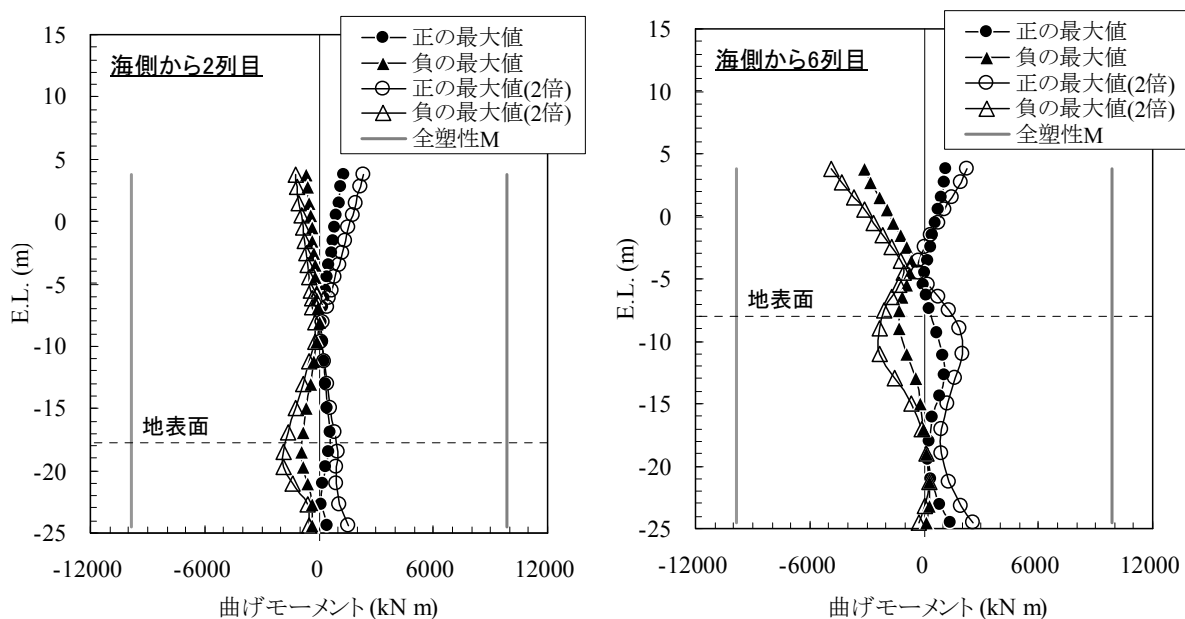 正の最大値
負の最大値
正の最大値(2倍)
負の最大値(2倍)
全塑性M
海側から2列目
15
10
5
0
-5
-10
-15
-20
-25
E.L. (m)
地表面
-12000 -6000 0 6000 12000
曲げモーメント (kN m)
正の最大値
負の最大値
正の最大値(2倍)
負の最大値(2倍)
全塑性M
海側から6列目
15
10
5
0
-5
-10
-15
-20
-25
E.L. (m)
地表面
-12000 -6000 0 6000 12000
曲げモーメント (kN m)